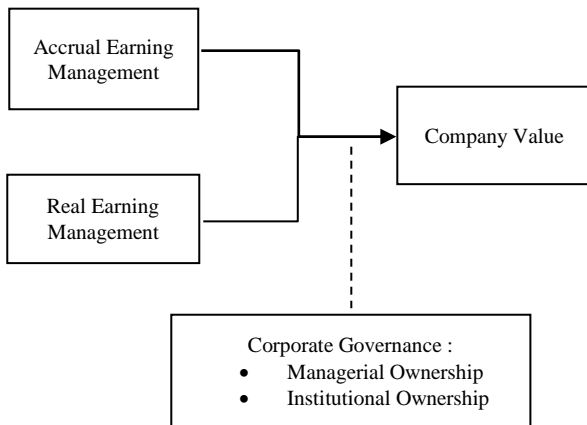 Accrual Earning
Management
Company Value
Real Earning
Management
Corporate Governance :
• Managerial Ownership
• Institutional Ownership